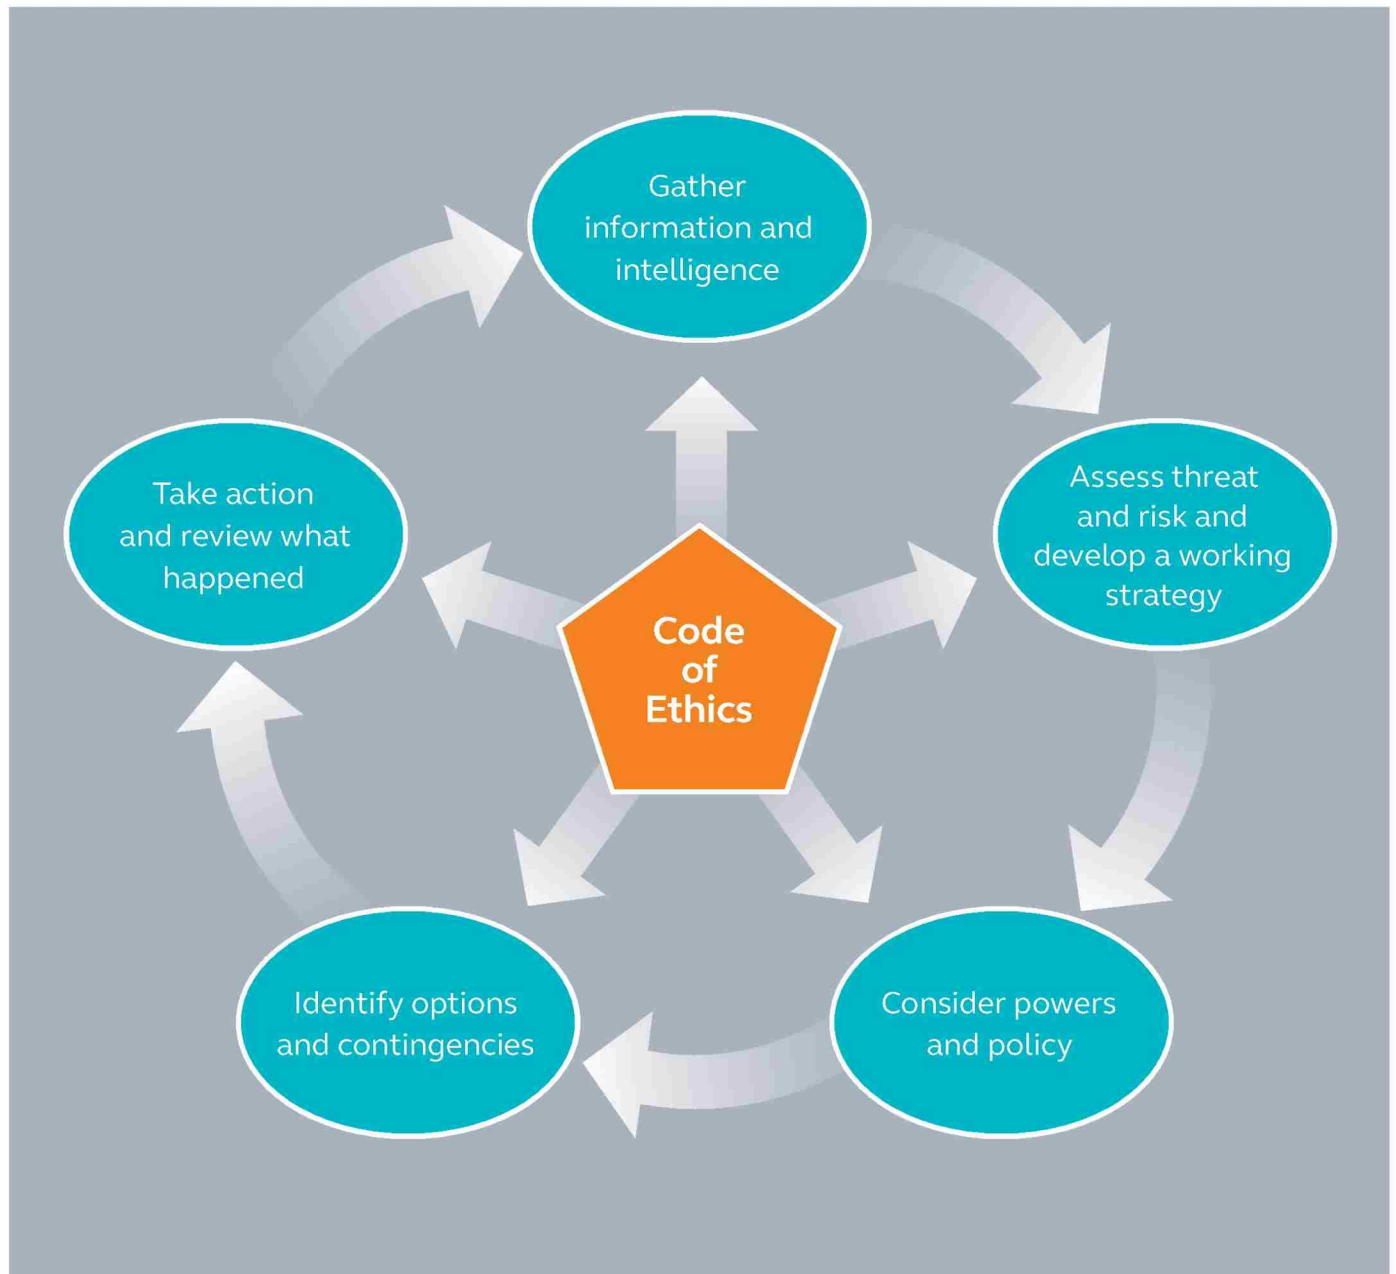 Gather
information and
intelligence
Assess threat
and risk and
develop a working
strategy
Consider powers
and policy
Identify options
and contingencies
Take action
and review what
happened
Code
of
Ethics